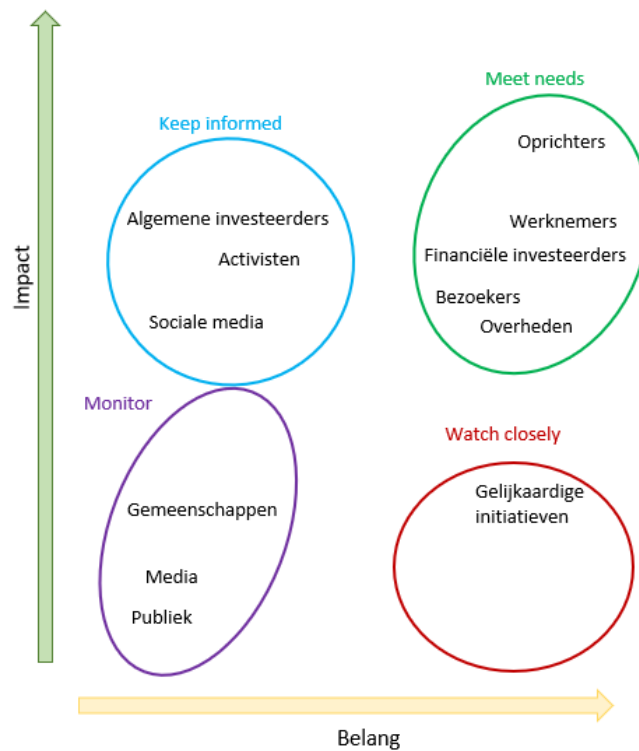 Meet needs
Oprichters
Werknemers
Financiële investeerders
Bezoekers
Overheden
Keep informed
Algemene investeerders
Activisten
Sociale media
Impact
Monitor
Gemeenschappen
Media
Publiek
Watch closely
Gelijkaardige
initiatieven
Belang